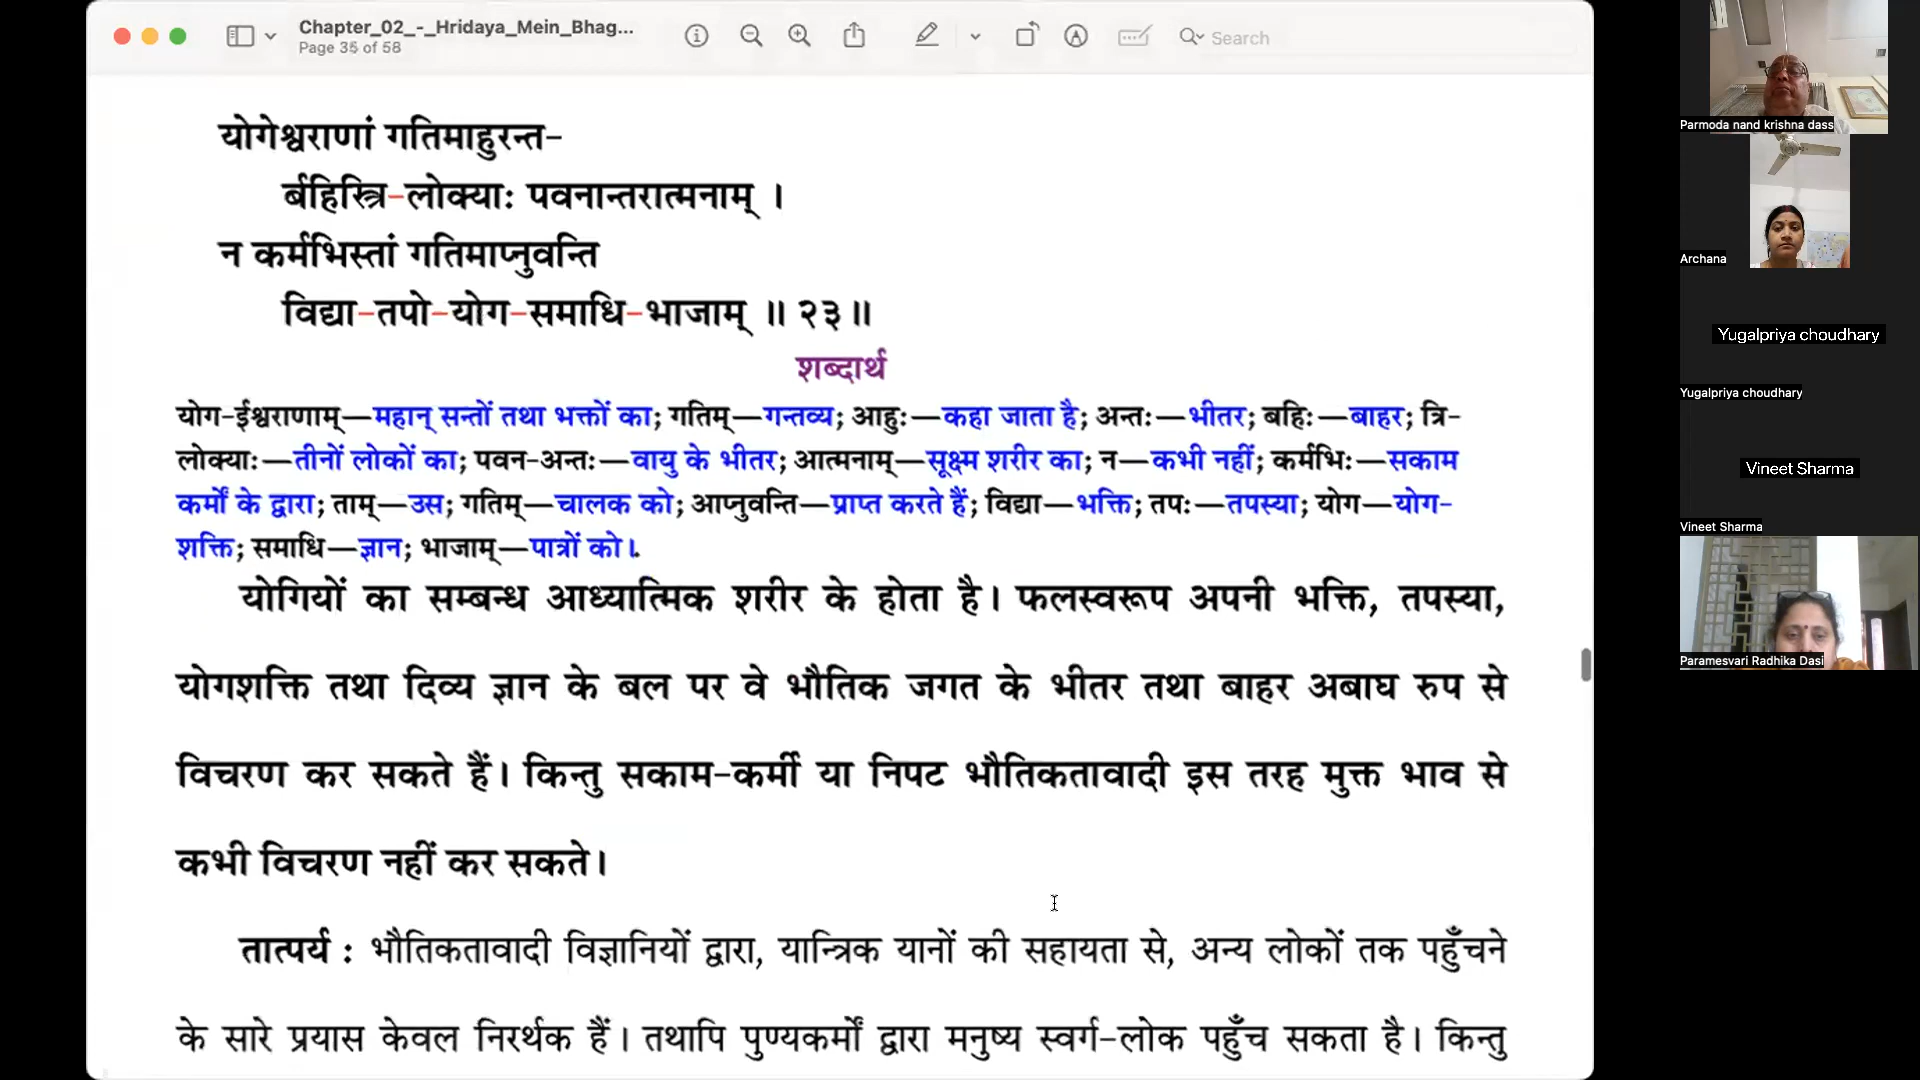 Chapter_02_-_Hridaya_Mein_Bhag...
Page 35 of 58
Search
योगेश्वराणां गतिमाहुरन्त-
र्बहिस्त्रि-लोक्याः पवनान्तरात्मनाम् ।
न कर्मभिस्तां गतिमाप्नुवन्ति
विद्या-तपो-योग-समाधि-भाजाम् ॥ २३॥
शब्दार्थ
योग-ईश्वराणाम्—महान् सन्तों तथा भक्तों का; गतिम्—गन्तव्य; आहुः—कहा जाता है; अन्तः—भीतर; बहिः—बाहर; त्रि-
लोक्याः—तीनों लोकों का; पवन-अन्तः—वायु के भीतर; आत्मनाम्—सूक्ष्म शरीर का; न—कभी नहीं; कर्मभिः—सकाम
कर्मों के द्वारा; ताम्—उस; गतिम्—चालक को; आप्नुवन्ति—प्राप्त करते हैं; विद्या—भक्ति; तपः—तपस्या; योग—योग-
शक्ति; समाधि—ज्ञान; भाजाम्—पात्रों को।.
योगियों का सम्बन्ध आध्यात्मिक शरीर के होता है। फलस्वरूप अपनी भक्ति, तपस्या,
योगशक्ति तथा दिव्य ज्ञान के बल पर वे भौतिक जगत के भीतर तथा बाहर अबाघ रुप से
विचरण कर सकते हैं। किन्तु सकाम-कर्मी या निपट भौतिकतावादी इस तरह मुक्त भाव से
कभी विचरण नहीं कर सकते।
तात्पर्य : भौतिकतावादी विज्ञानियों द्वारा, यान्त्रिक यानों की सहायता से, अन्य लोकों तक पहुँचने
के सारे प्रयास केवल निरर्थक हैं। तथापि पुण्यकर्मों द्वारा मनुष्य स्वर्ग-लोक पहुँच सकता है। किन्तु
Parmoda nand krishna dass
Archana
Yugalpriya choudhary
Yugalpriya choudhary
Vineet Sharma
Vineet Sharma
Paramesvari Radhika Dasi